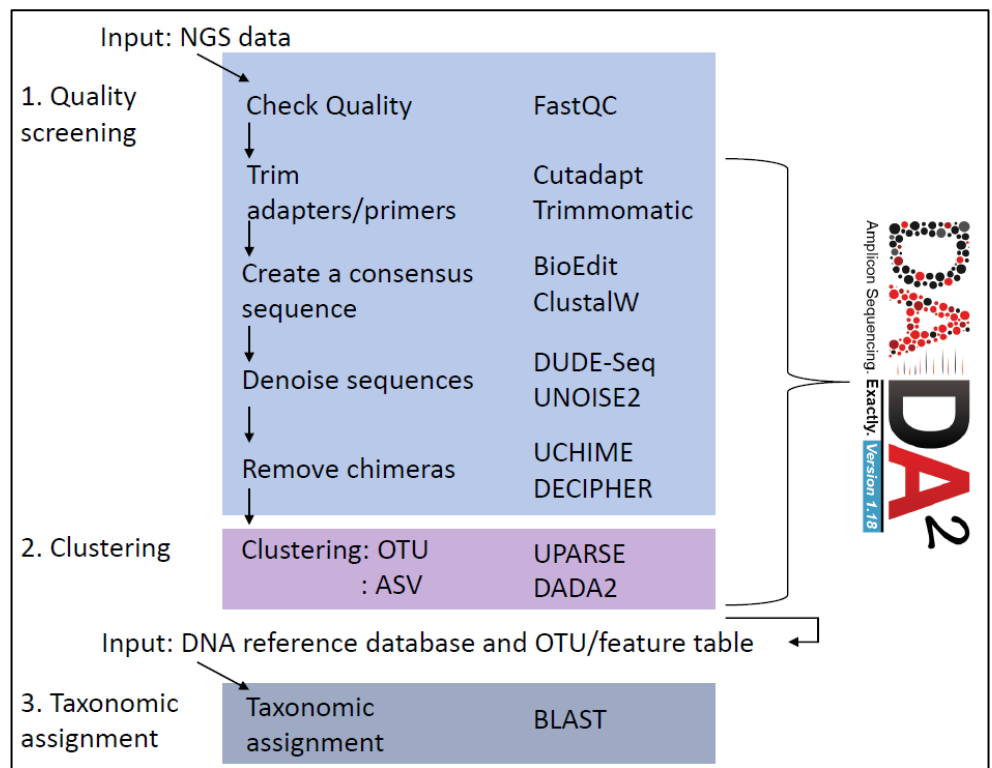 Input: NGS data
1. Quality
screening
Check Quality
FastQC
Trim
adapters/primers
Cutadapt
Trimmomatic
Create a consensus
sequence
BioEdit
ClustalW
Denoise sequences
DUDE-Seq
UNOISE2
Remove chimeras
UCHIME
DECIPHER
2. Clustering
Clustering: OTU
: ASV
UPARSE
DADA2
DADA2
Amplicon Sequencing. Exactly. Version 1.18
Input: DNA reference database and OTU/feature table
3. Taxonomic
assignment
Taxonomic
assignment
BLAST